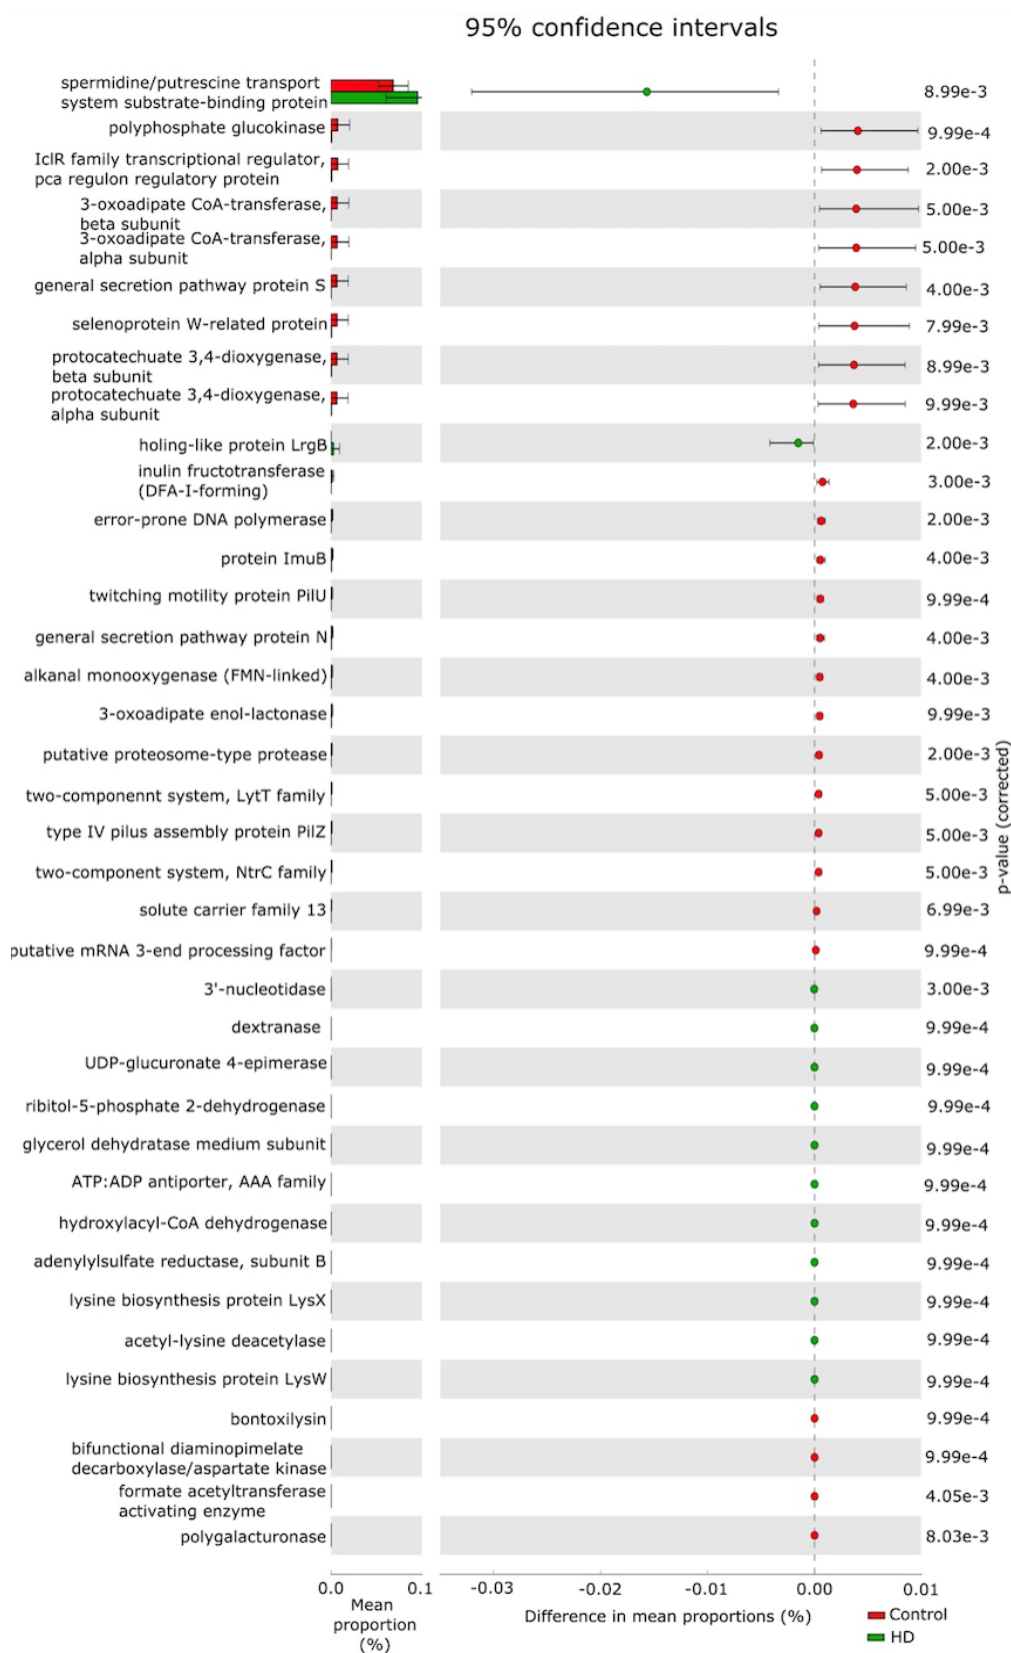 95% confidence intervals
spermidine/putrescine transport
system substrate-binding protein
8.99e-3
polyphosphate glucokinase
9.99e-4
IclR family transcriptional regulator,
pca regulon regulatory protein
2.00e-3
3-oxoadipate CoA-transferase,
beta subunit
5.00e-3
3-oxoadipate CoA-transferase,
alpha subunit
5.00e-3
general secretion pathway protein S
4.00e-3
selenoprotein W-related protein
7.99e-3
protocatechuate 3,4-dioxygenase,
beta subunit
8.99e-3
protocatechuate 3,4-dioxygenase,
alpha subunit
9.99e-3
holing-like protein LrgB
2.00e-3
inulin fructotransferase
(DFA-I-forming)
3.00e-3
error-prone DNA polymerase
2.00e-3
protein ImuB
4.00e-3
twitching motility protein PilU
9.99e-4
general secretion pathway protein N
4.00e-3
alkanal monooxygenase (FMN-linked)
4.00e-3
3-oxoadipate enol-lactonase
9.99e-3
putative proteosome-type protease
2.00e-3
two-componennt system, LytT family
5.00e-3
type IV pilus assembly protein PilZ
5.00e-3
two-component system, NtrC family
5.00e-3
solute carrier family 13
6.99e-3
putative mRNA 3-end processing factor
9.99e-4
3'-nucleotidase
3.00e-3
dextranase
9.99e-4
UDP-glucuronate 4-epimerase
9.99e-4
ribitol-5-phosphate 2-dehydrogenase
9.99e-4
glycerol dehydratase medium subunit
9.99e-4
ATP:ADP antiporter, AAA family
9.99e-4
hydroxylacyl-CoA dehydrogenase
9.99e-4
adenylylsulfate reductase, subunit B
9.99e-4
lysine biosynthesis protein LysX
9.99e-4
acetyl-lysine deacetylase
9.99e-4
lysine biosynthesis protein LysW
9.99e-4
bontoxilysin
9.99e-4
bifunctional diaminopimelate
decarboxylase/aspartate kinase
9.99e-4
formate acetyltransferase
activating enzyme
4.05e-3
polygalacturonase
8.03e-3
p-value (corrected)
0.0 0.1
Mean
proportion
(%)
-0.03 -0.02 -0.01 0.00 0.01
Difference in mean proportions (%)
Control
HD